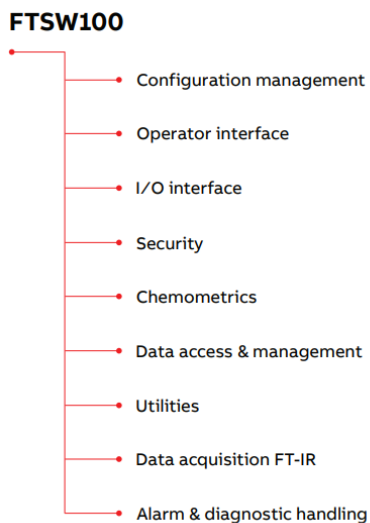 FTSW100
Configuration management
Operator interface
I/O interface
Security
Chemometrics
Data access & management
Utilities
Data acquisition FT-IR
Alarm & diagnostic handling